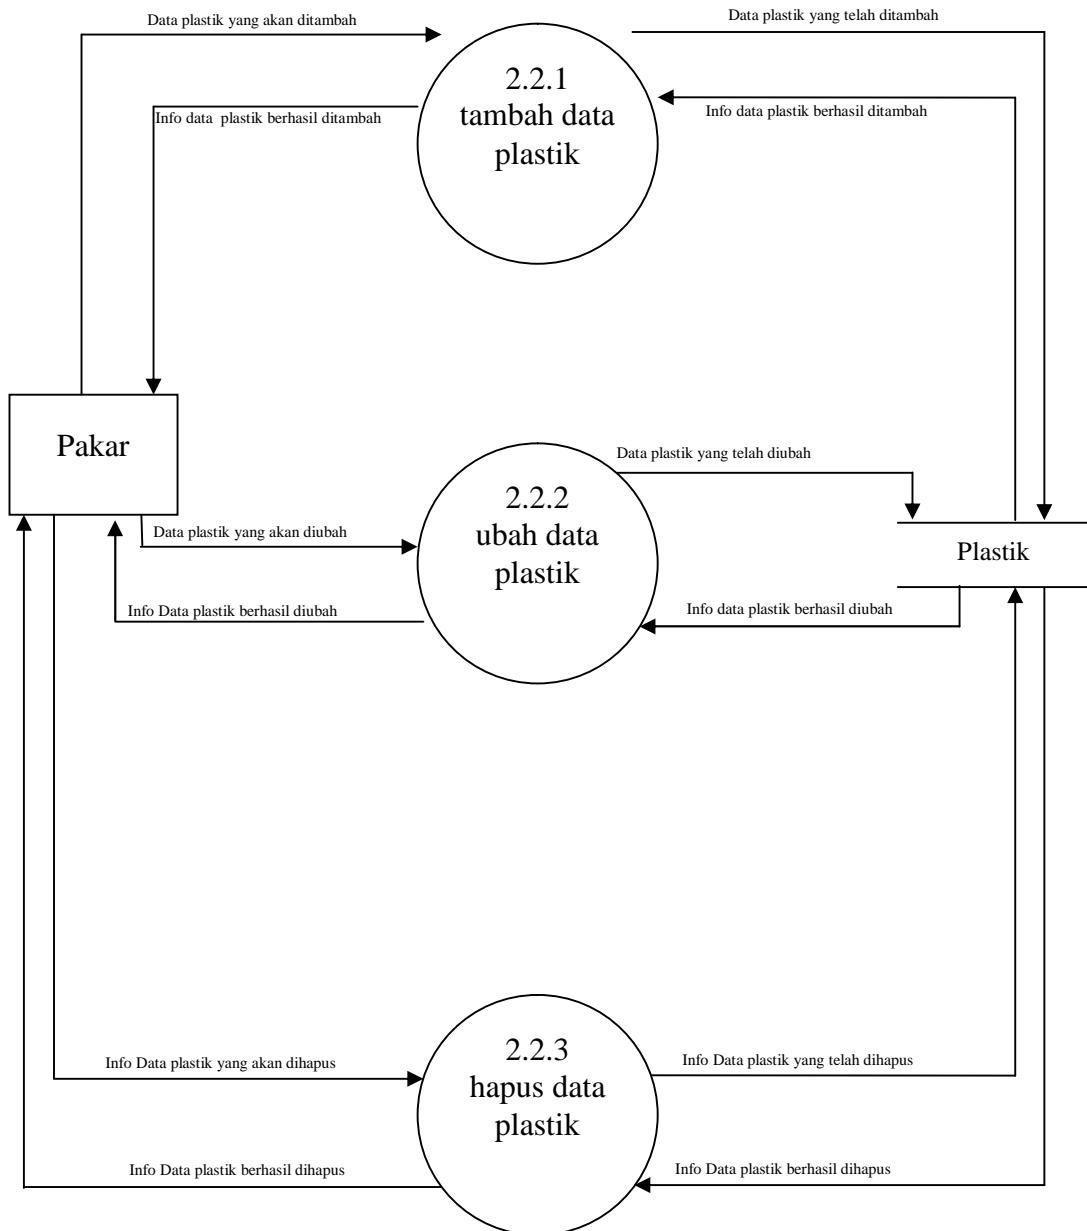 Data plastik yang akan ditambah
Data plastik yang telah ditambah
2.2.1
tambah data
plastik
Info data plastik berhasil ditambah
Info data plastik berhasil ditambah
Pakar
Data plastik yang telah diubah
2.2.2
ubah data
plastik
Data plastik yang akan diubah
Plastik
Info Data plastik berhasil diubah
Info data plastik berhasil diubah
2.2.3
hapus data
plastik
Info Data plastik yang akan dihapus
Info Data plastik yang telah dihapus
Info Data plastik berhasil dihapus
Info Data plastik berhasil dihapus